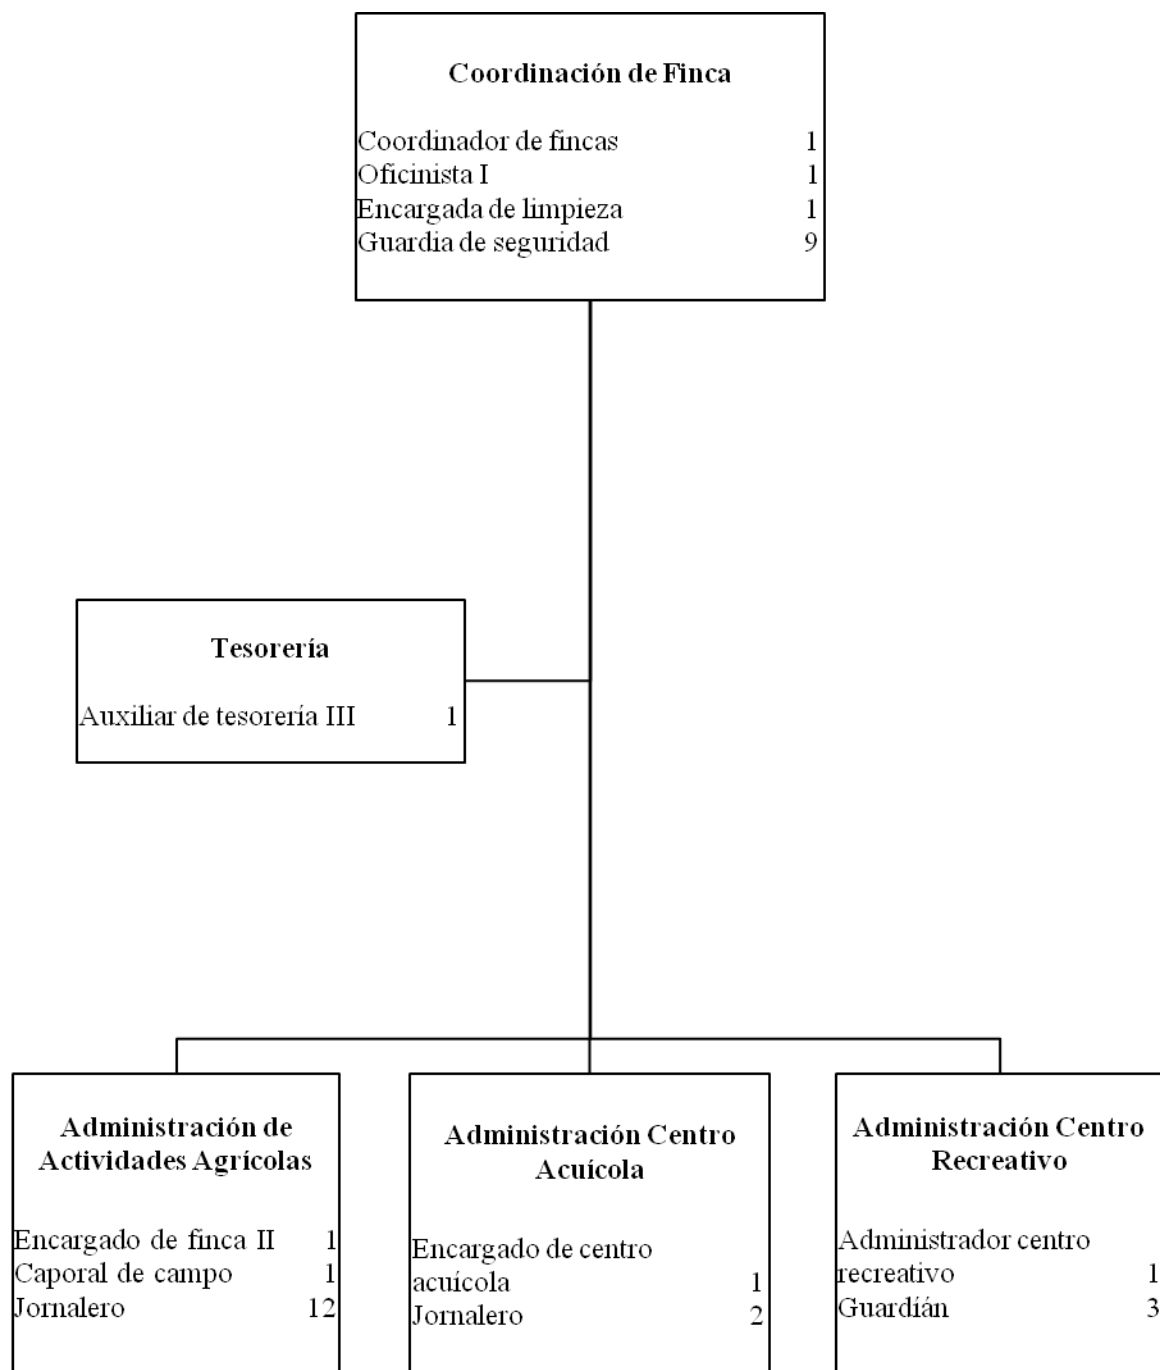 Coordinación de Finca
Coordinador de fincas 1
Oficinista I 1
Encargada de limpieza 1
Guardia de seguridad 9
Tesorería
Auxiliar de tesorería III 1
Administración de
Actividades Agrícolas
Encargado de finca II 1
Caporal de campo 1
Jornalero 12
Administración Centro
Acuícola
Encargado de centro
acuícola 1
Jornalero 2
Administración Centro
Recreativo
Administrador centro
recreativo 1
Guardíán 3